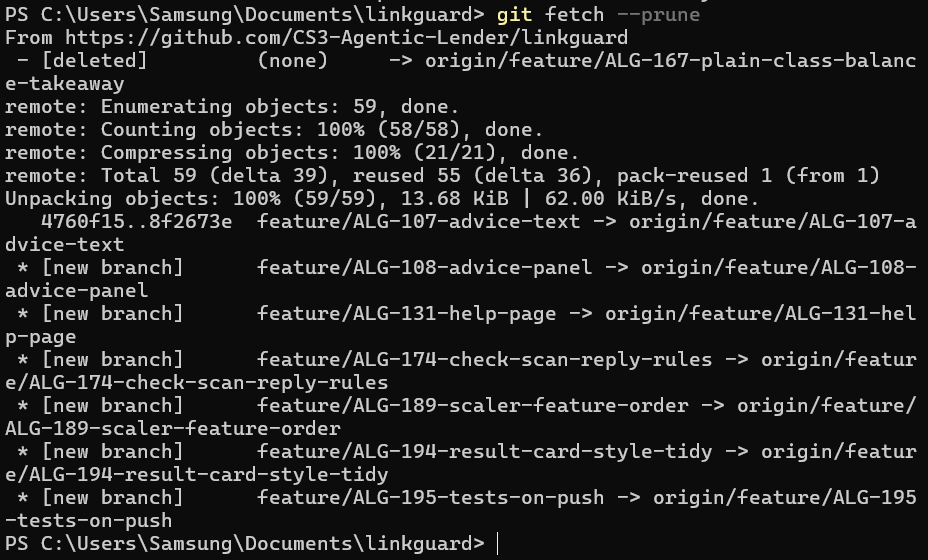 PS C:\Users\Samsung\Documents\linkguard> git fetch --prune
From https://github.com/CS3-Agentic-Lender/linkguard
 - [deleted]         (none)     -> origin/feature/ALG-167-plain-class-balanc
e-takeaway
remote: Enumerating objects: 59, done.
remote: Counting objects: 100% (58/58), done.
remote: Compressing objects: 100% (21/21), done.
remote: Total 59 (delta 39), reused 55 (delta 36), pack-reused 1 (from 1)
Unpacking objects: 100% (59/59), 13.68 KiB | 62.00 KiB/s, done.
   4760f15..8f2673e  feature/ALG-107-advice-text -> origin/feature/ALG-107-a
dvice-text
 * [new branch]      feature/ALG-108-advice-panel -> origin/feature/ALG-108-
advice-panel
 * [new branch]      feature/ALG-131-help-page -> origin/feature/ALG-131-hel
p-page
 * [new branch]      feature/ALG-174-check-scan-reply-rules -> origin/featur
e/ALG-174-check-scan-reply-rules
 * [new branch]      feature/ALG-189-scaler-feature-order -> origin/feature/
ALG-189-scaler-feature-order
 * [new branch]      feature/ALG-194-result-card-style-tidy -> origin/featur
e/ALG-194-result-card-style-tidy
 * [new branch]      feature/ALG-195-tests-on-push -> origin/feature/ALG-195
-tests-on-push
PS C:\Users\Samsung\Documents\linkguard>